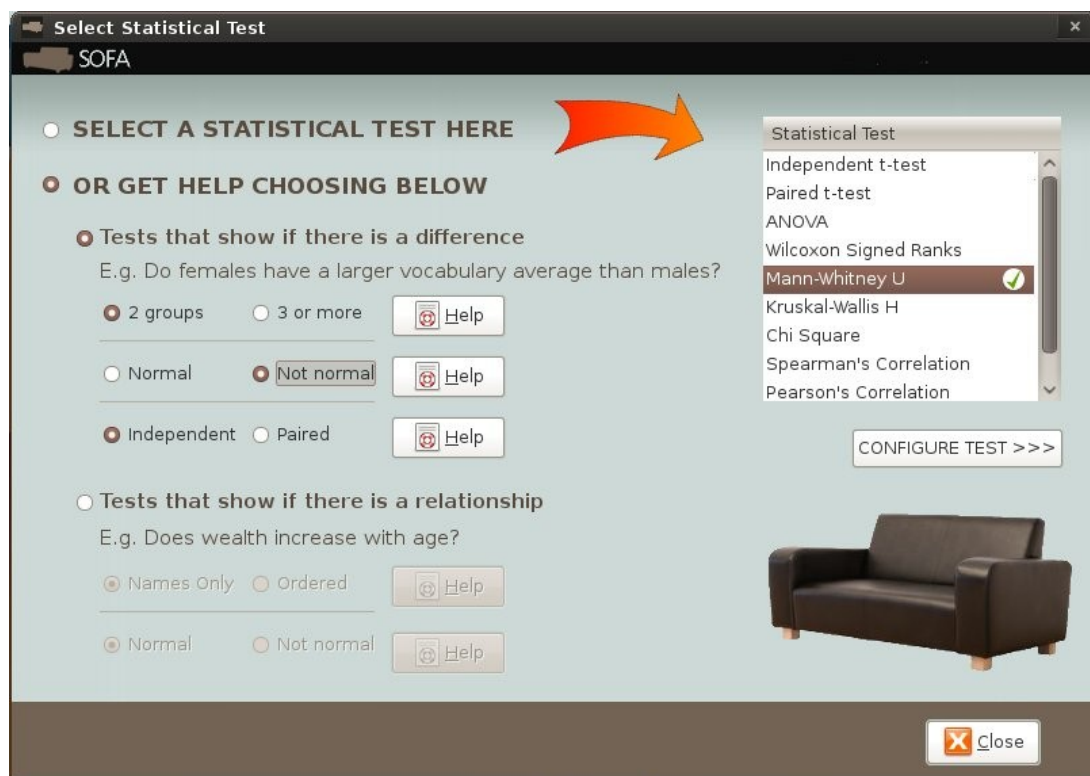 Select Statistical Test
SOFA
SELECT A STATISTICAL TEST HERE
OR GET HELP CHOOSING BELOW
Tests that show if there is a difference
E.g. Do females have a larger vocabulary average than males?
2 groups 3 or more Help
Normal Not normal Help
Independent Paired Help
Tests that show if there is a relationship
E.g. Does wealth increase with age?
Names Only Ordered Help
Normal Not normal Help
Statistical Test
Independent t-test
Paired t-test
ANOVA
Wilcoxon Signed Ranks
Mann-Whitney U
Kruskal-Wallis H
Chi Square
Spearman's Correlation
Pearson's Correlation
CONFIGURE TEST >>>
Close